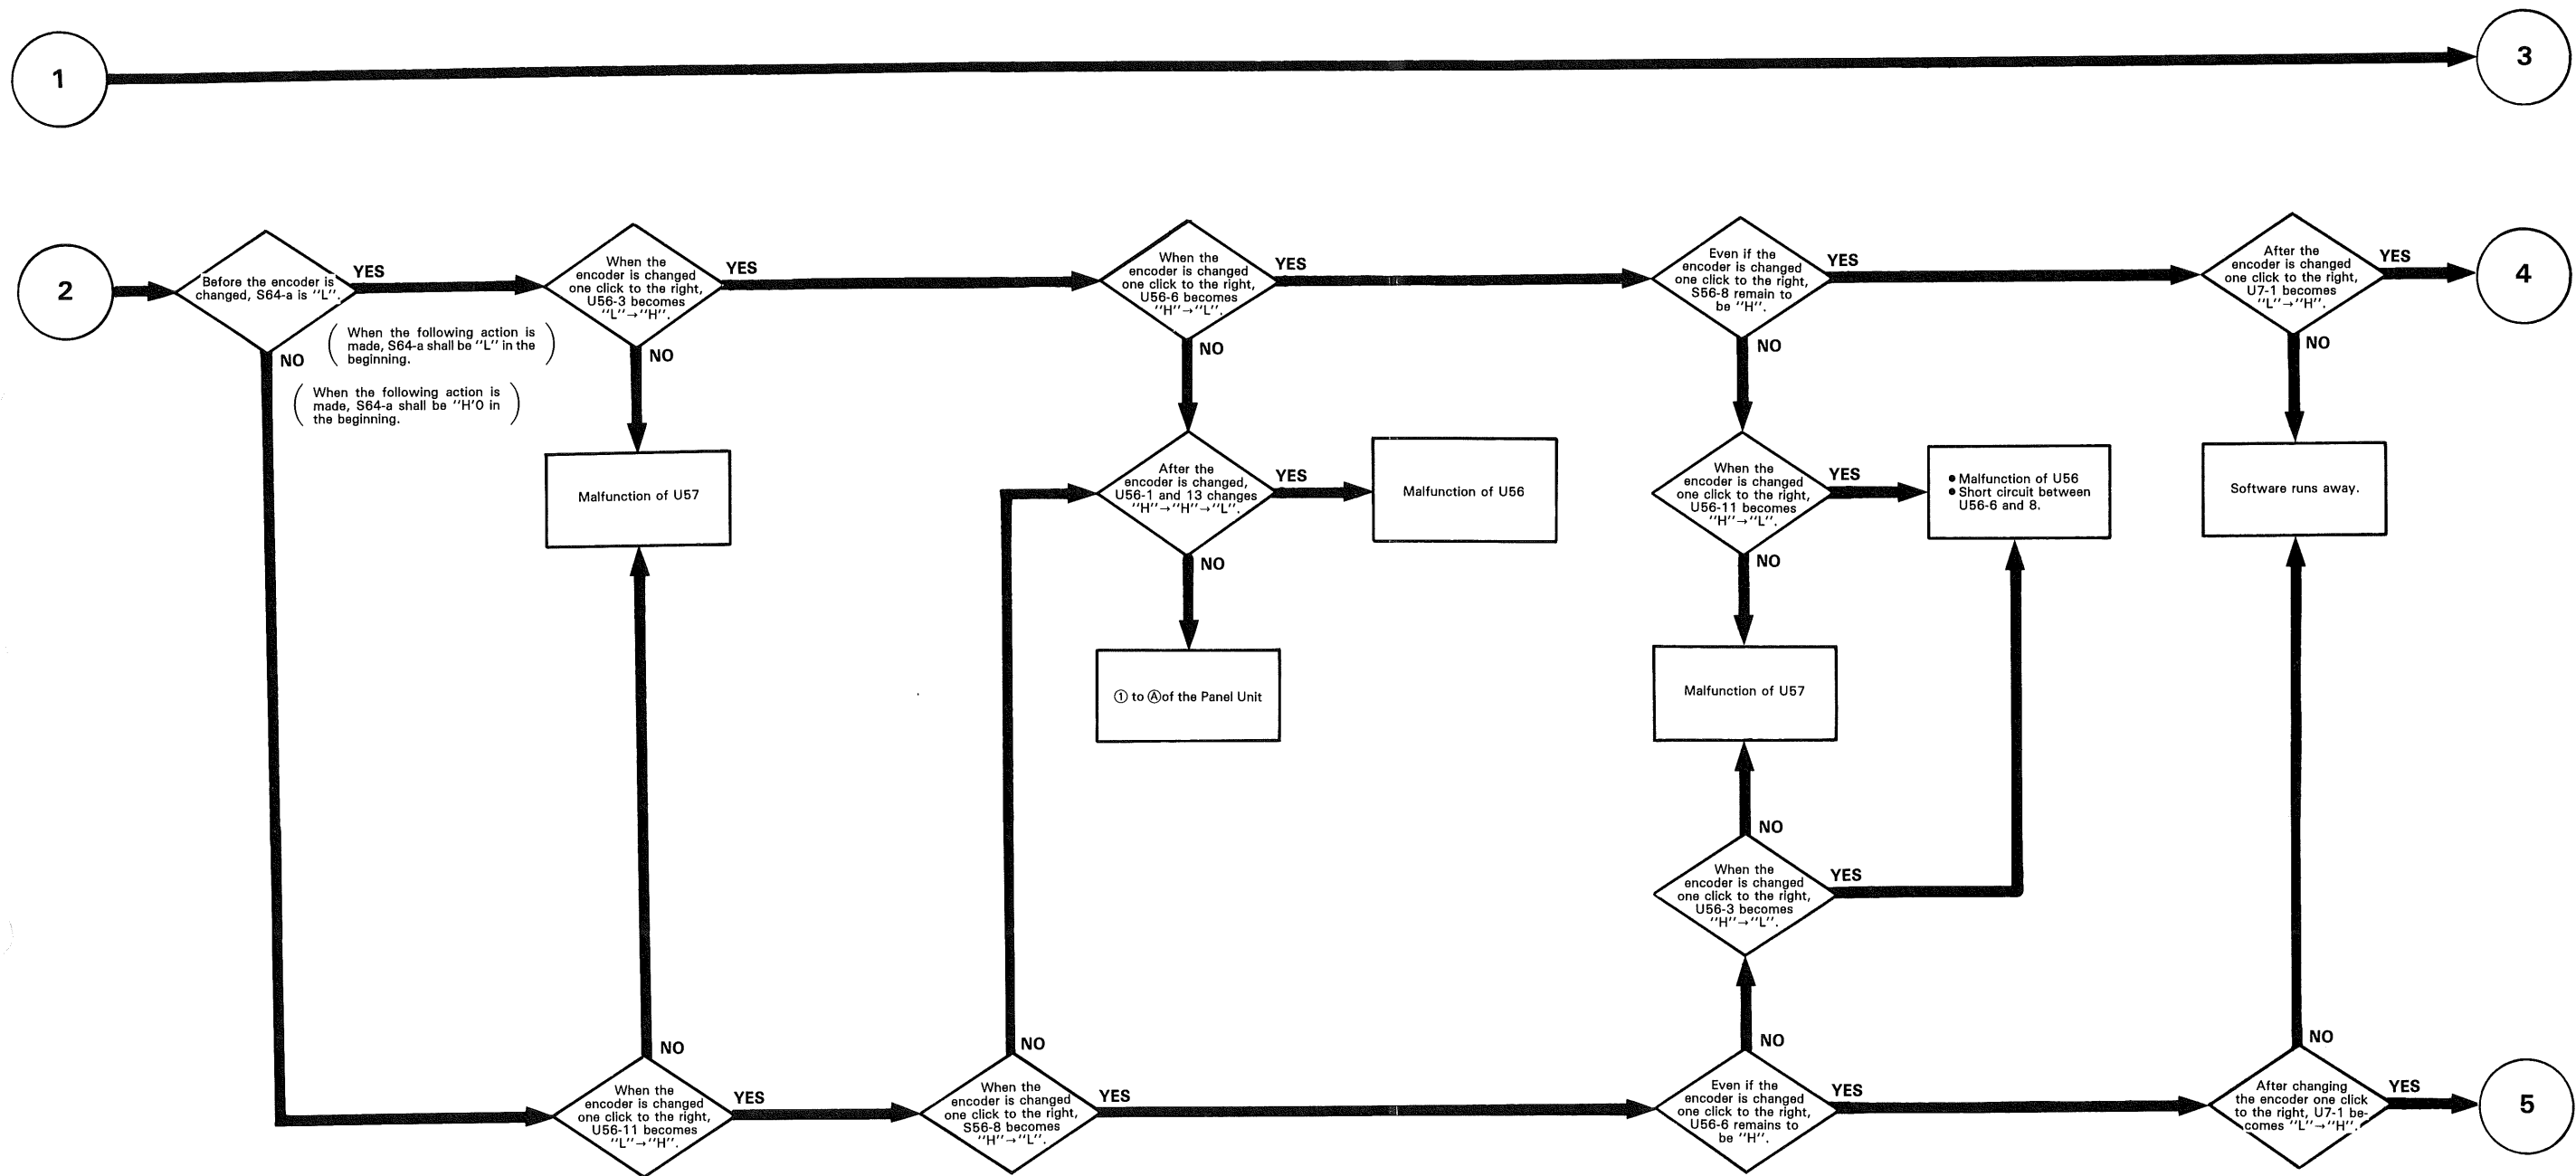 1
3
2
Before the encoder is
changed, S64-a is "L".
YES
NO
When the following action is
made, S64-a shall be "L" in the
beginning.
When the following action is
made, S64-a shall be "H'0 in
the beginning.
When the
encoder is changed
one click to the right,
U56-3 becomes
"L"→"H".
YES
NO
Malfunction of U57
When the
encoder is changed
one click to the right,
U56-6 becomes
"H"→"L".
YES
NO
After the
encoder is changed,
U56-1 and 13 changes
"H"→"H"→"L".
YES
NO
Malfunction of U56
① to Ⓐof the Panel Unit
Even if the
encoder is changed
one click to the right,
S56-8 remain to
be "H".
YES
NO
When the
encoder is changed
one click to the right,
U56-11 becomes
"H"→"L".
YES
NO
● Malfunction of U56
● Short circuit between
U56-6 and 8.
Malfunction of U57
NO
When the
encoder is changed
one click to the right,
U56-3 becomes
"H"→"L".
YES
After the
encoder is changed
one click to the right,
U7-1 becomes
"L"→"H".
YES
NO
4
Software runs away.
NO
When the
encoder is changed
one click to the right,
U56-11 becomes
"L"→"H".
YES
NO
When the
encoder is changed
one click to the right,
S56-8 becomes
"H"→"L".
YES
NO
Even if the
encoder is changed
one click to the right,
U56-6 remains to
be "H".
YES
NO
After changing
the encoder one click
to the right, U7-1 be-
comes "L"→"H".
YES
5